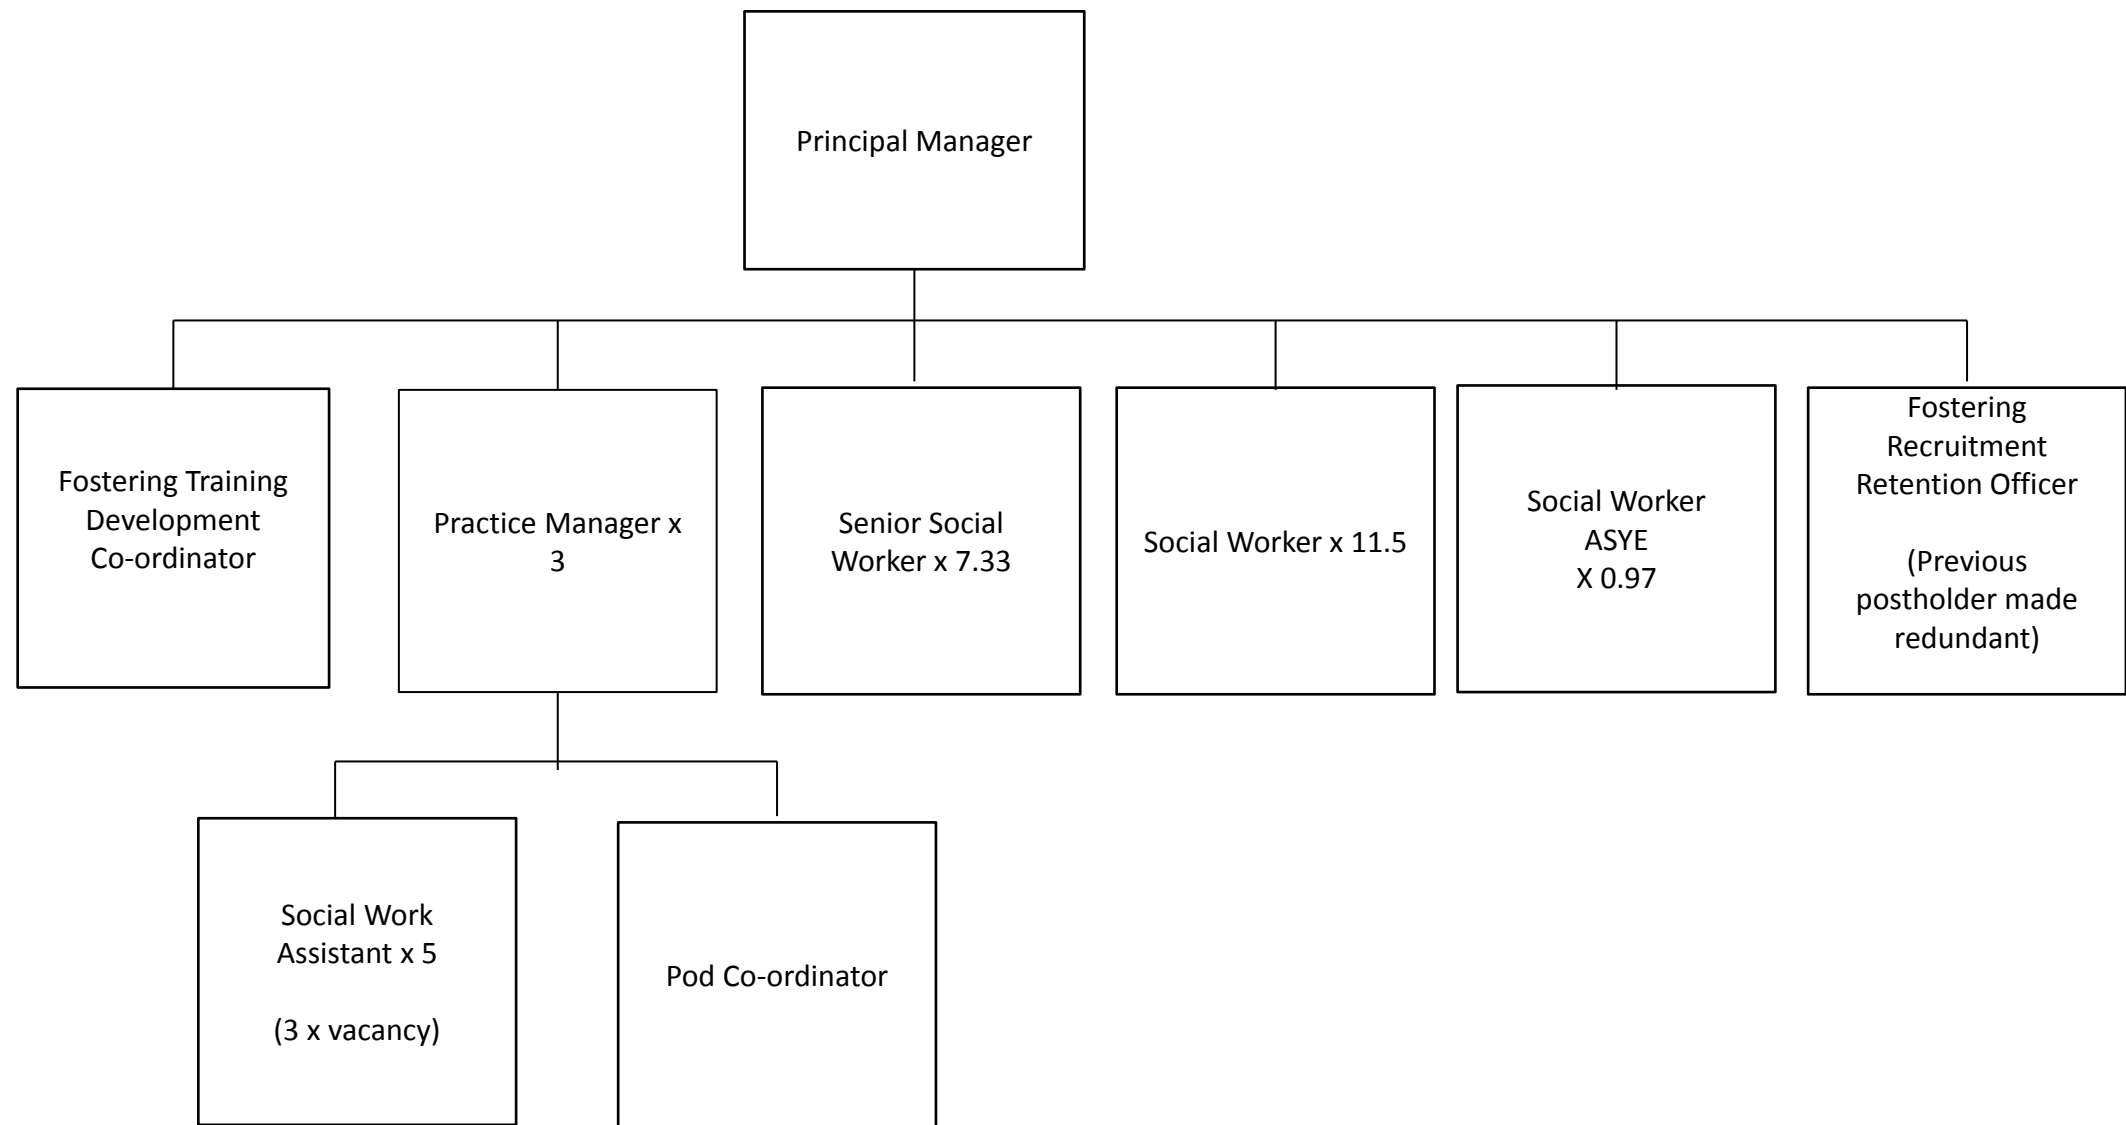 Principal Manager
Fostering Training
Development
Co-ordinator
Practice Manager x
3
Senior Social
Worker x 7.33
Social Worker x 11.5
Social Worker
ASYE
X 0.97
Fostering
Recruitment
Retention Officer
(Previous
postholder made
redundant)
Social Work
Assistant x 5
(3 x vacancy)
Pod Co-ordinator